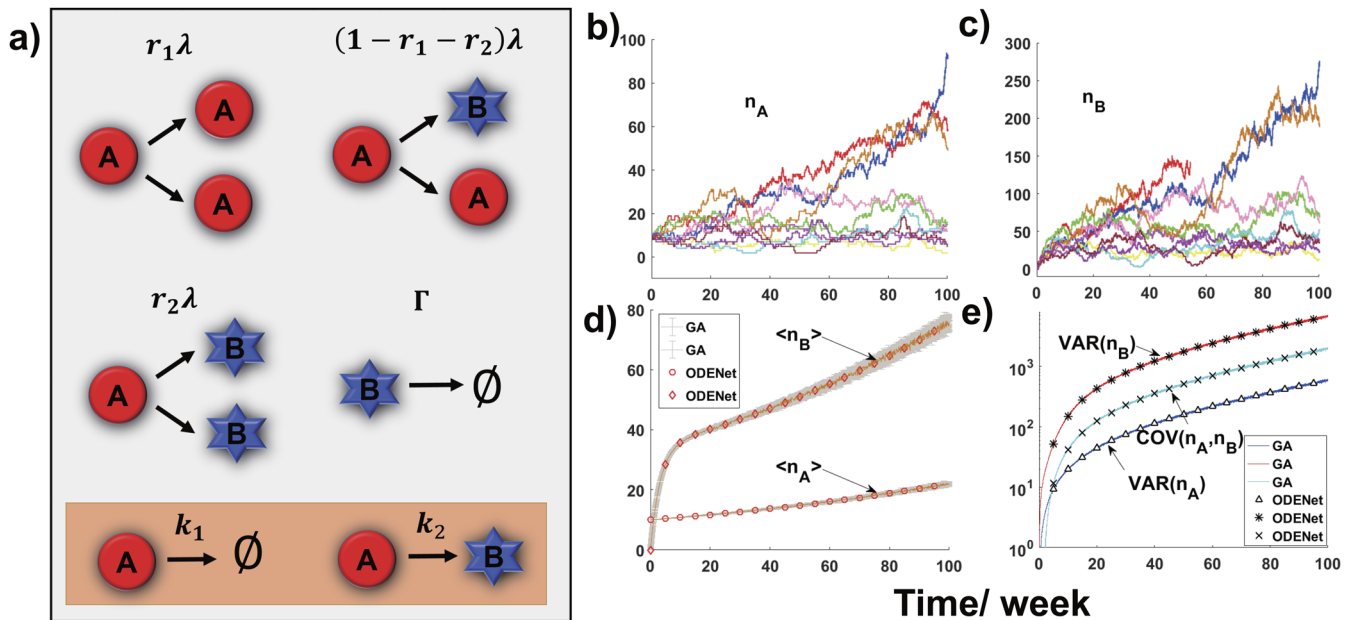 a)
r₁λ
(1 − r₁ − r₂)λ
A
A
A
A
B
A
r₂λ
Γ
A
B
B
B
∅
k₁
k₂
A
∅
A
B
b)
n_A
100
80
60
40
20
0
0
20
40
60
80
100
c)
n_B
300
250
200
150
100
50
0
0
20
40
60
80
100
d)
80
60
40
20
0
GA
GA
ODENet
ODENet
<n_B>
<n_A>
0
20
40
60
80
100
e)
10³
10²
10¹
10⁰
VAR(n_B)
COV(n_A,n_B)
VAR(n_A)
GA
GA
GA
ODENet
ODENet
ODENet
0
20
40
60
80
100
Time/ week